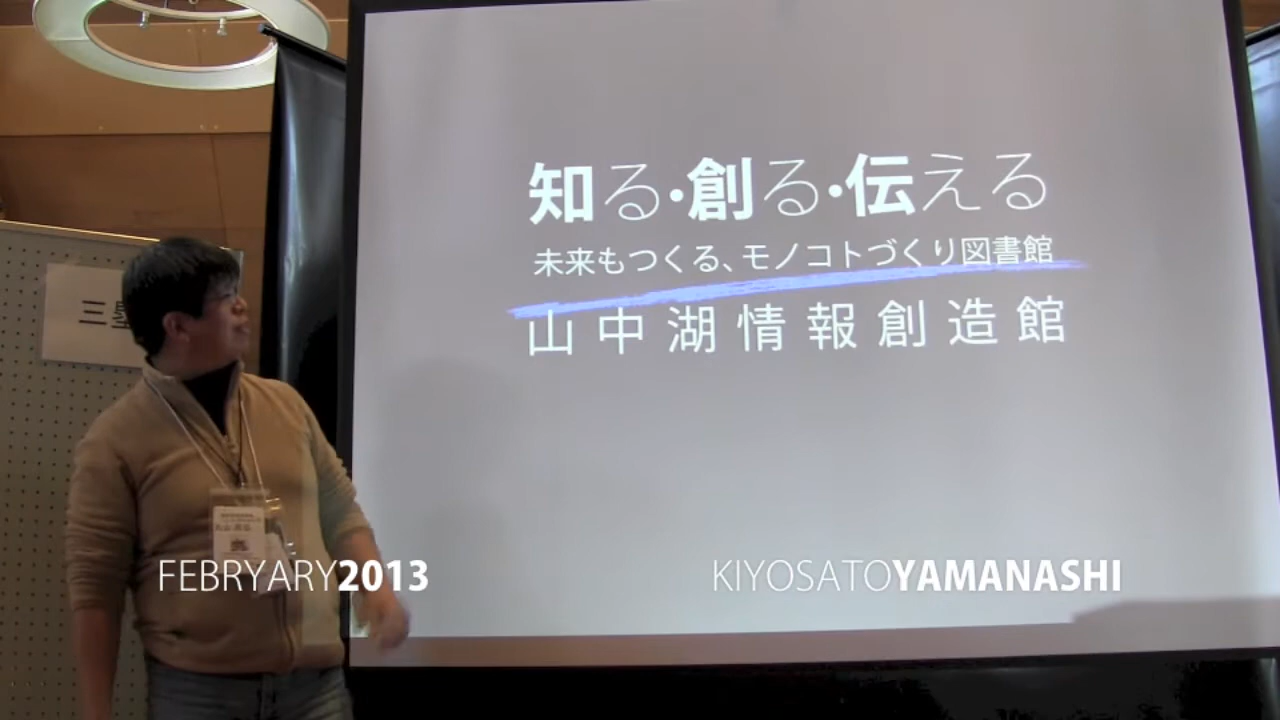 知る・創る・伝える
未来もつくる、モノコトづくり図書館
山中湖情報創造館
三
FEBRYARY2013
KIYOSATOYAMANASHI